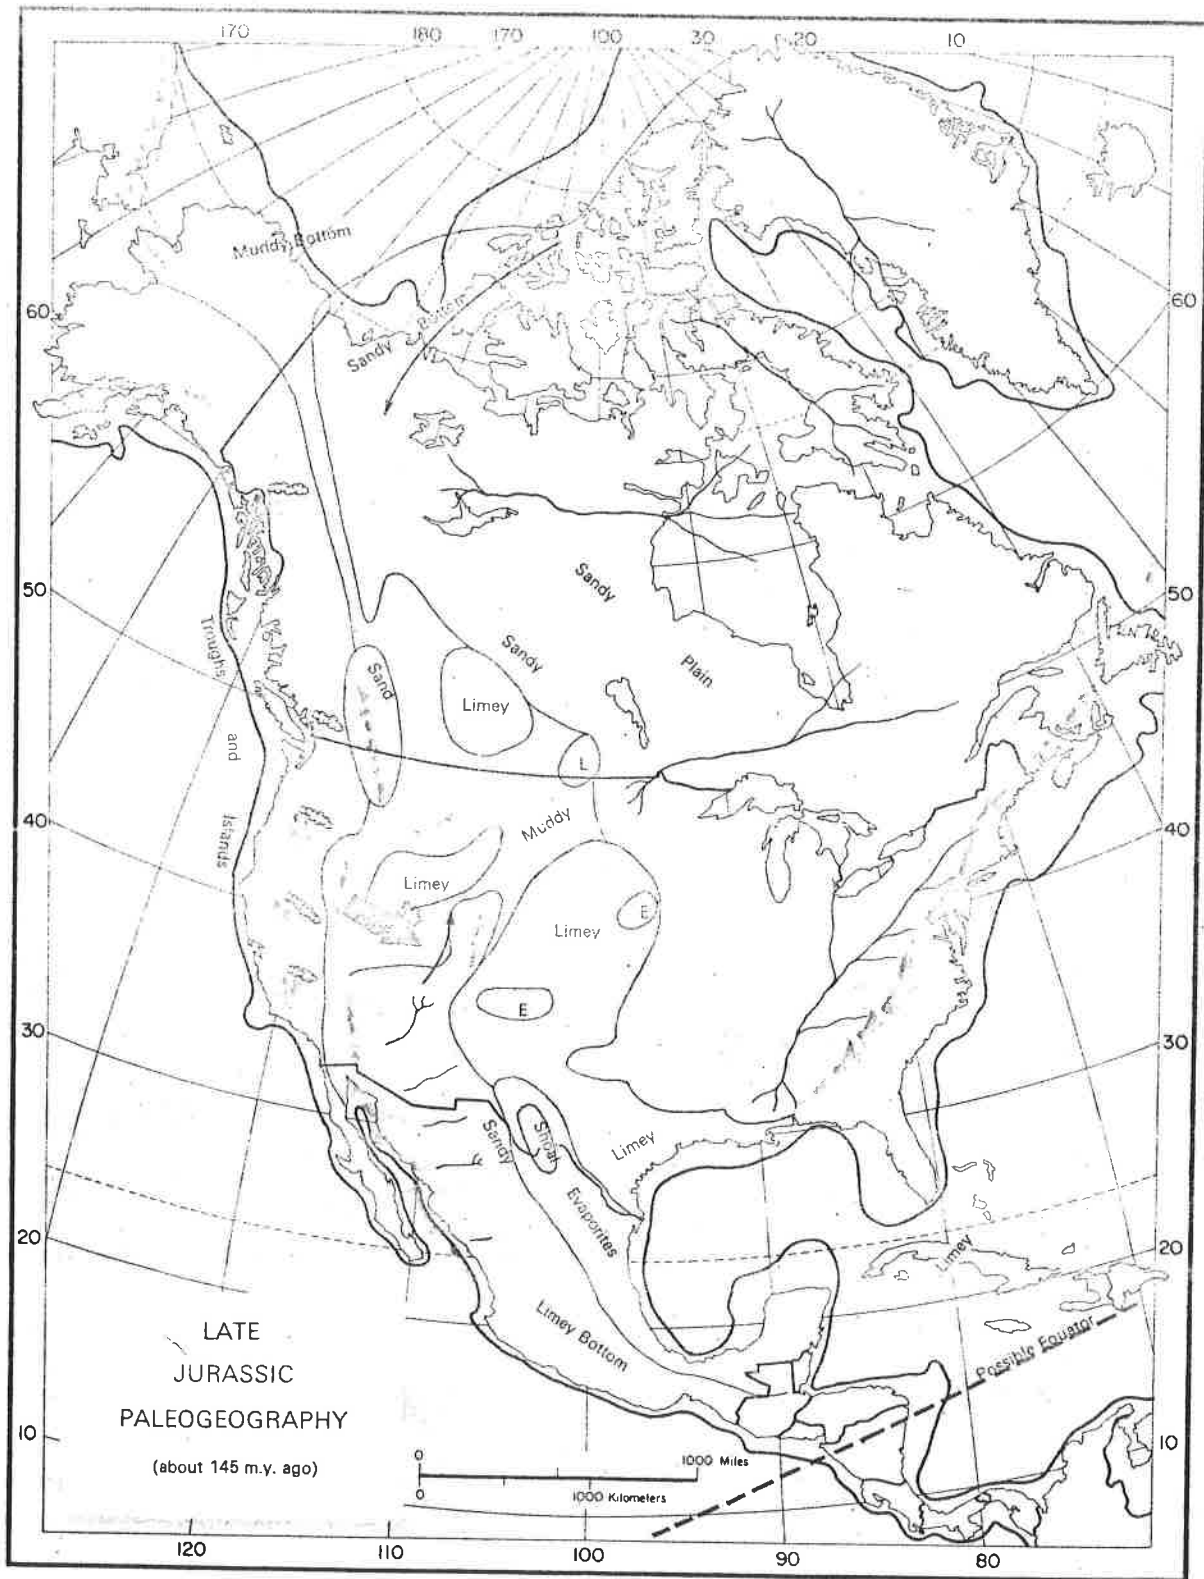 170 180 170 100 30 20 10
Muddy Bottom
Sandy Bottom
60 60
50 50
Sandy
Sandy
Plain
Troughs and Islands
Sand
Limey
L
Muddy
40 40
Limey
Limey
E
E
30 30
Sandy
Shoal
Limey
Evaporites
20 20
Limey
Limey Bottom
Possible Equator
LATE
JURASSIC
PALEOGEOGRAPHY
(about 145 m.y. ago)
10 10
0 1000 Miles
0 1000 Kilometers
120 110 100 90 80